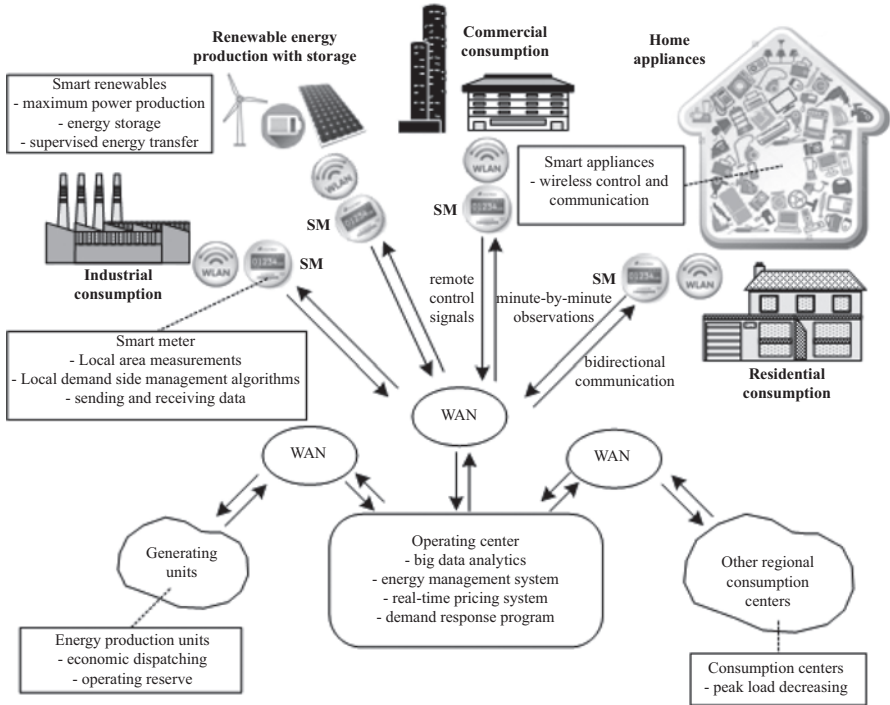 Renewable energy
production with storage
Commercial
consumption
Home
appliances
Smart renewables
- maximum power production
- energy storage
- supervised energy transfer
Smart appliances
- wireless control and
communication
WLAN
WLAN
SM
SM
01234
01234
Industrial
consumption
WLAN
01234
SM
SM
01234
WLAN
remote
control
signals
minute-by-minute
observations
Smart meter
- Local area measurements
- Local demand side management algorithms
- sending and receiving data
bidirectional
communication
Residential
consumption
WAN
WAN
WAN
Generating
units
Operating center
- big data analytics
- energy management system
- real-time pricing system
- demand response program
Other regional
consumption
centers
Energy production units
- economic dispatching
- operating reserve
Consumption centers
- peak load decreasing